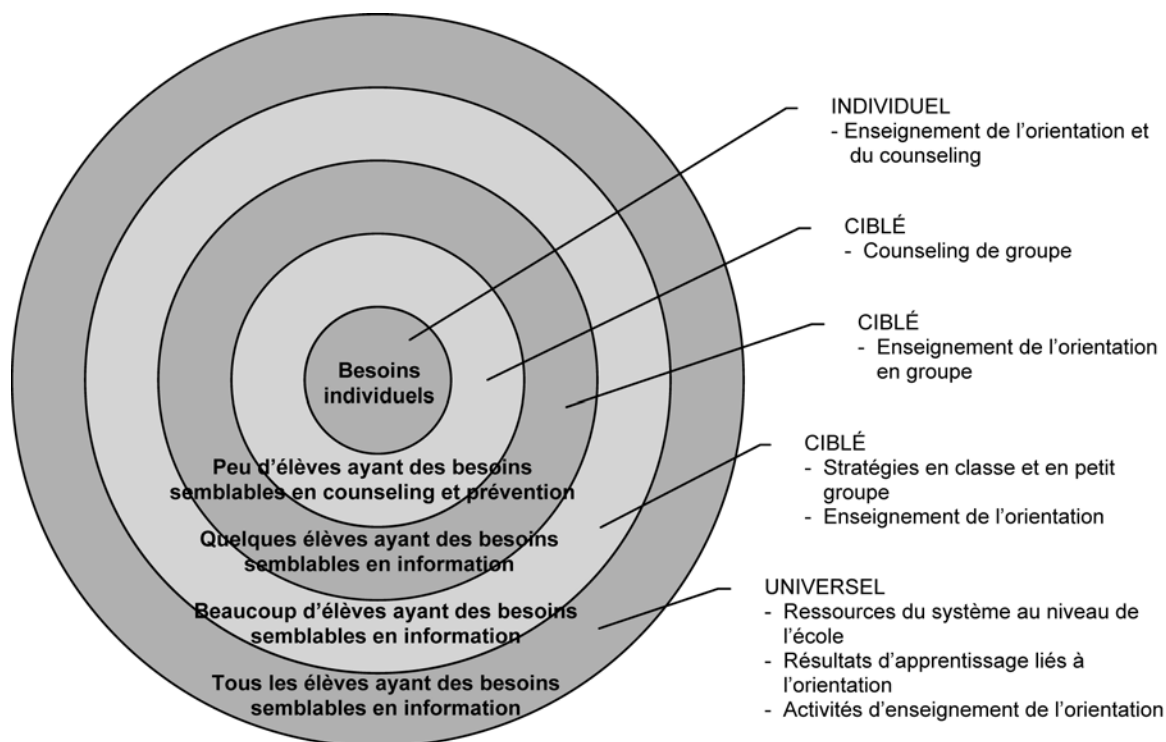 INDIVIDUEL
- Enseignement de l'orientation et
du counseling
CIBLÉ
- Counseling de groupe
CIBLÉ
- Enseignement de l'orientation
en groupe
CIBLÉ
- Stratégies en classe et en petit
groupe
- Enseignement de l'orientation
UNIVERSEL
- Ressources du système au niveau de
l'école
- Résultats d'apprentissage liés à
l'orientation
- Activités d'enseignement de l'orientation
Besoins
individuels
Peu d'élèves ayant des besoins
semblables en counseling et prévention
Quelques élèves ayant des besoins
semblables en information
Beaucoup d'élèves ayant des besoins
semblables en information
Tous les élèves ayant des besoins
semblables en information